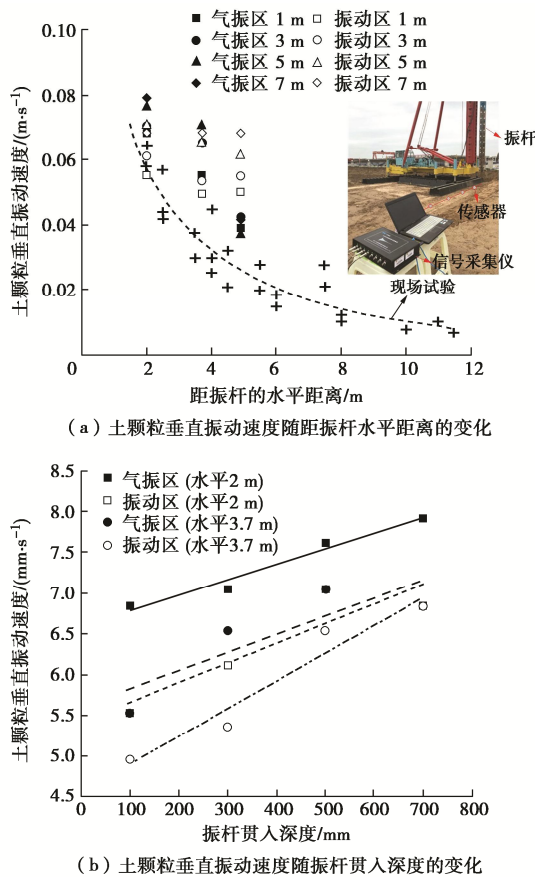 气振区 1 m 振动区 1 m
气振区 3 m 振动区 3 m
气振区 5 m 振动区 5 m
气振区 7 m 振动区 7 m
土颗粒垂直振动速度/(m·s⁻¹)
0.10
0.08
0.06
0.04
0.02
0 2 4 6 8 10 12
振杆
传感器
信号采集仪
现场试验
距振杆的水平距离/m
(a)土颗粒垂直振动速度随距振杆水平距离的变化
气振区 (水平2 m)
振动区 (水平2 m)
气振区 (水平3.7 m)
振动区 (水平3.7 m)
土颗粒垂直振动速度/(mm·s⁻¹)
8.5
8.0
7.5
7.0
6.5
6.0
5.5
5.0
4.5
0 100 200 300 400 500 600 700 800
振杆贯入深度/mm
(b)土颗粒垂直振动速度随振杆贯入深度的变化